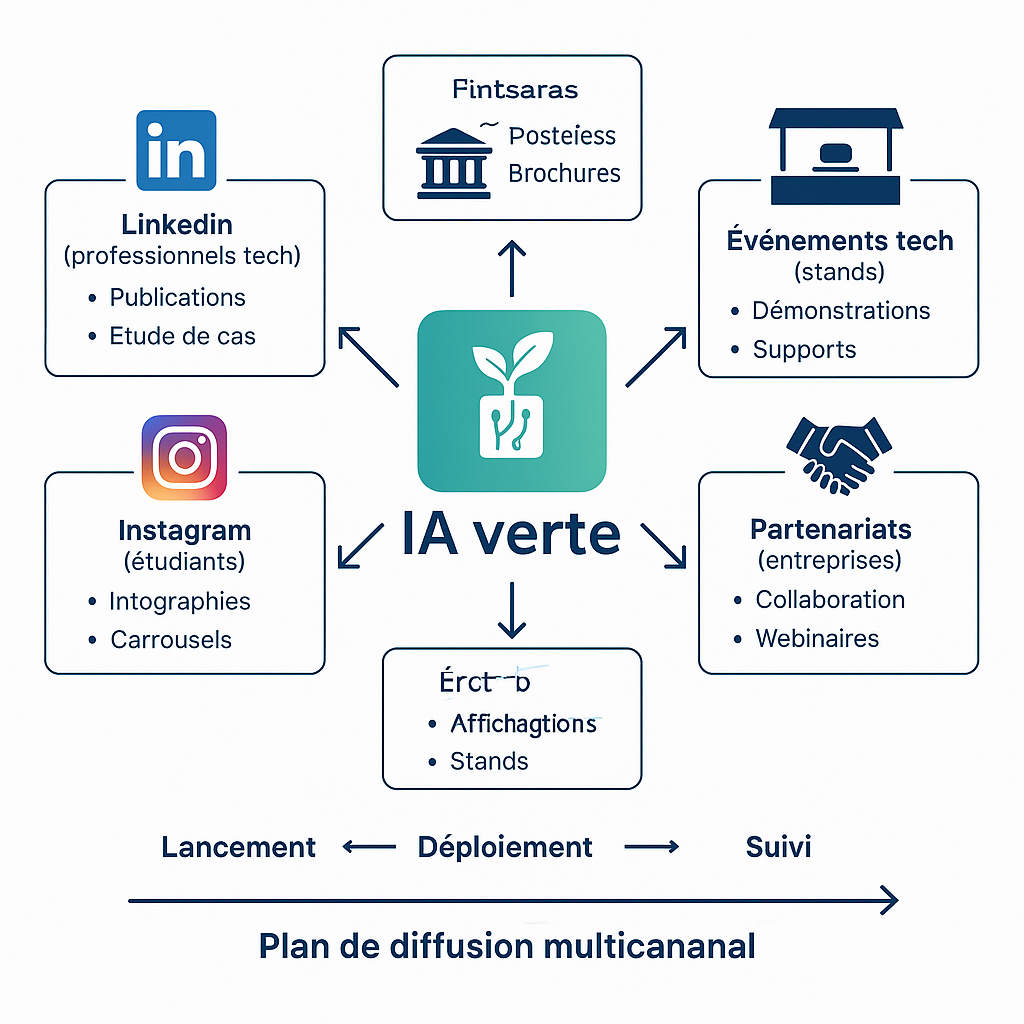 Fintsaras
Posteiess
Brochures
in
Linkedin
(professionnels tech)
• Publications
• Etude de cas
Événements tech
(stands)
• Démonstrations
• Supports
IA verte
Instagram
(étudiants)
• Intographies
• Carrousels
Partenariats
(entreprises)
• Collaboration
• Webinaires
• Affichagtions
• Stands
Lancement ← Déploiement → Suivi
Plan de diffusion multicananal